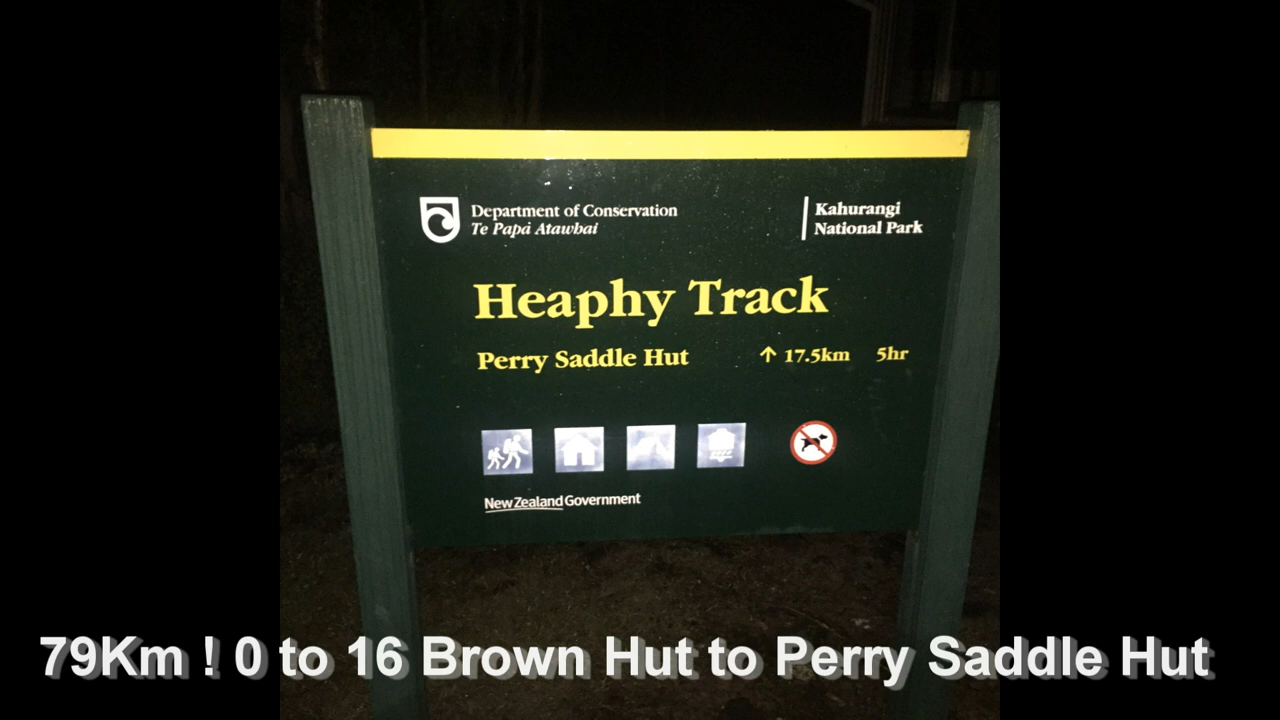 Department of Conservation
Te Papa Atawhai
Kahurangi
National Park
Heaphy Track
Perry Saddle Hut ↑ 17.5km 5hr
New Zealand Government
79Km ! 0 to 16 Brown Hut to Perry Saddle Hut